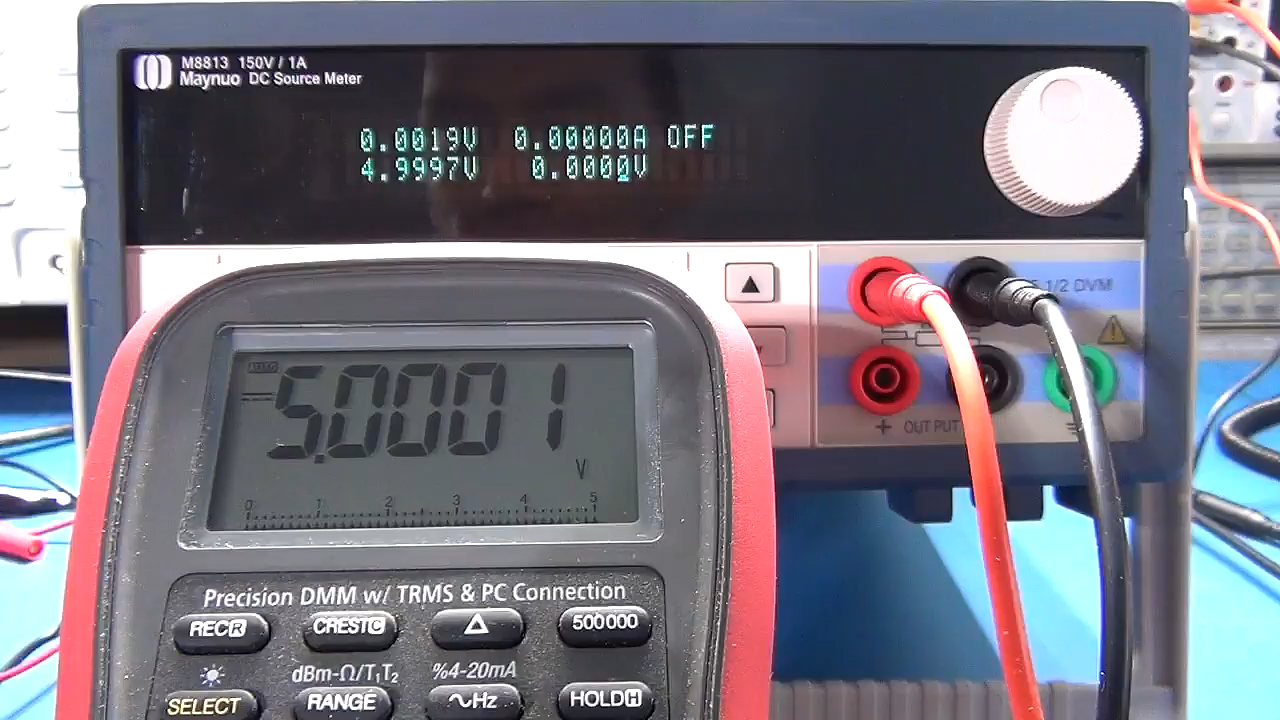 M8813 150V / 1A
Maynuo DC Source Meter
0.0019V 0.00000A OFF
4.9997V 0.0000V
1/2 DVM
5.0001
V
0 1 2 3 4 5
+ OUTPUT
Precision DMM w/ TRMS & PC Connection
REC R CREST C Δ 500000
dBm-Ω/T1T2 %4-20mA
SELECT RANGE ~Hz HOLD H